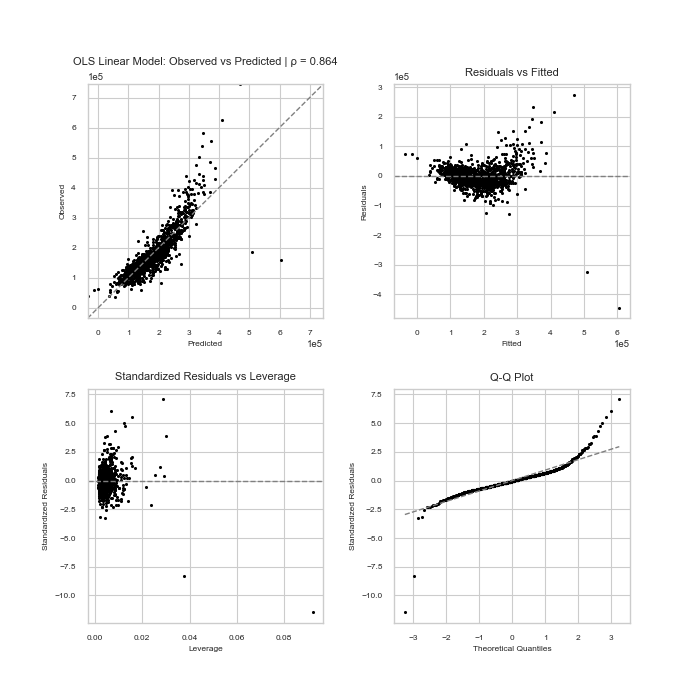 OLS Linear Model: Observed vs Predicted | ρ = 0.864
1e5
7
6
5
4
3
2
1
0
Observed
0 1 2 3 4 5 6 7
Predicted
1e5
Residuals vs Fitted
1e5
3
2
1
0
−1
−2
−3
−4
Residuals
0 1 2 3 4 5 6
Fitted
1e5
Standardized Residuals vs Leverage
7.5
5.0
2.5
0.0
−2.5
−5.0
−7.5
−10.0
Standardized Residuals
0.00 0.02 0.04 0.06 0.08
Leverage
Q-Q Plot
7.5
5.0
2.5
0.0
−2.5
−5.0
−7.5
−10.0
Standardized Residuals
−3 −2 −1 0 1 2 3
Theoretical Quantiles